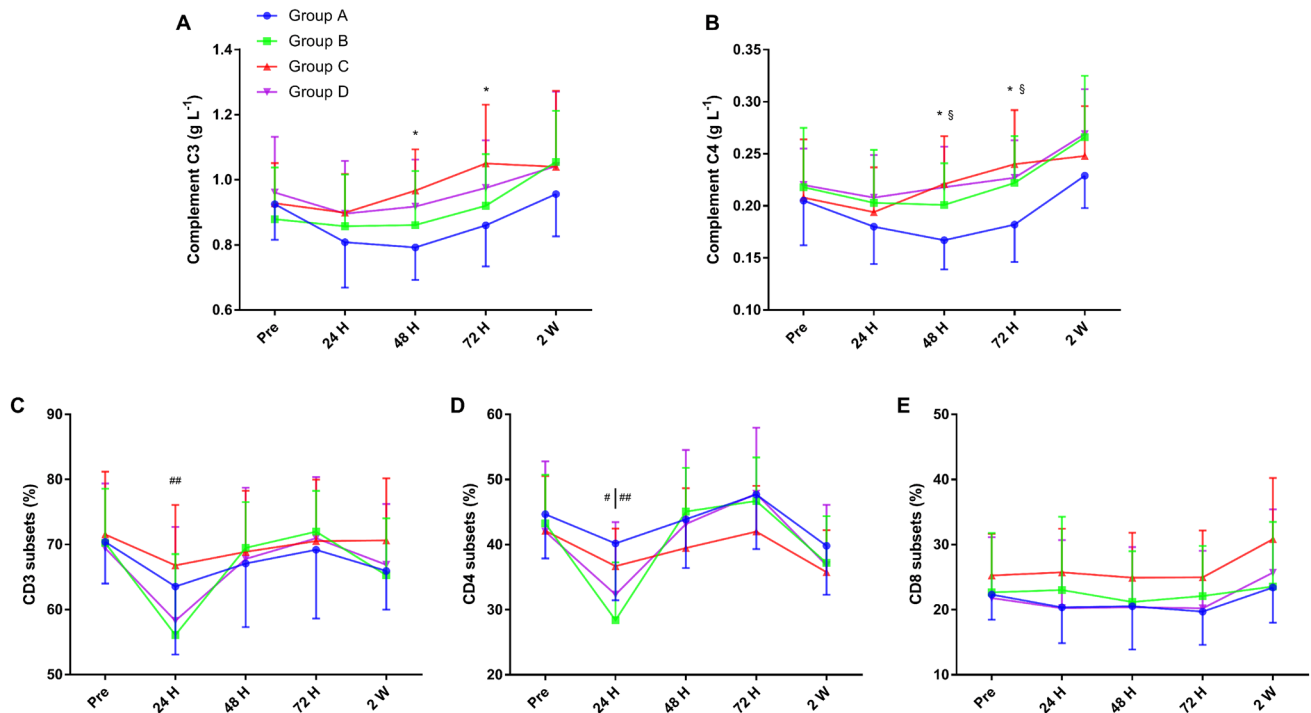 A
Group A
Group B
Group C
Group D
Complement C3 (g L⁻¹)
1.4
1.2
1.0
0.8
0.6
*
*
Pre
24 H
48 H
72 H
2 W
B
Complement C4 (g L⁻¹)
0.35
0.30
0.25
0.20
0.15
0.10
* §
* §
Pre
24 H
48 H
72 H
2 W
C
CD3 subsets (%)
90
80
70
60
50
##
Pre
24 H
48 H
72 H
2 W
D
CD4 subsets (%)
60
50
40
30
20
# | ##
Pre
24 H
48 H
72 H
2 W
E
CD8 subsets (%)
50
40
30
20
10
Pre
24 H
48 H
72 H
2 W